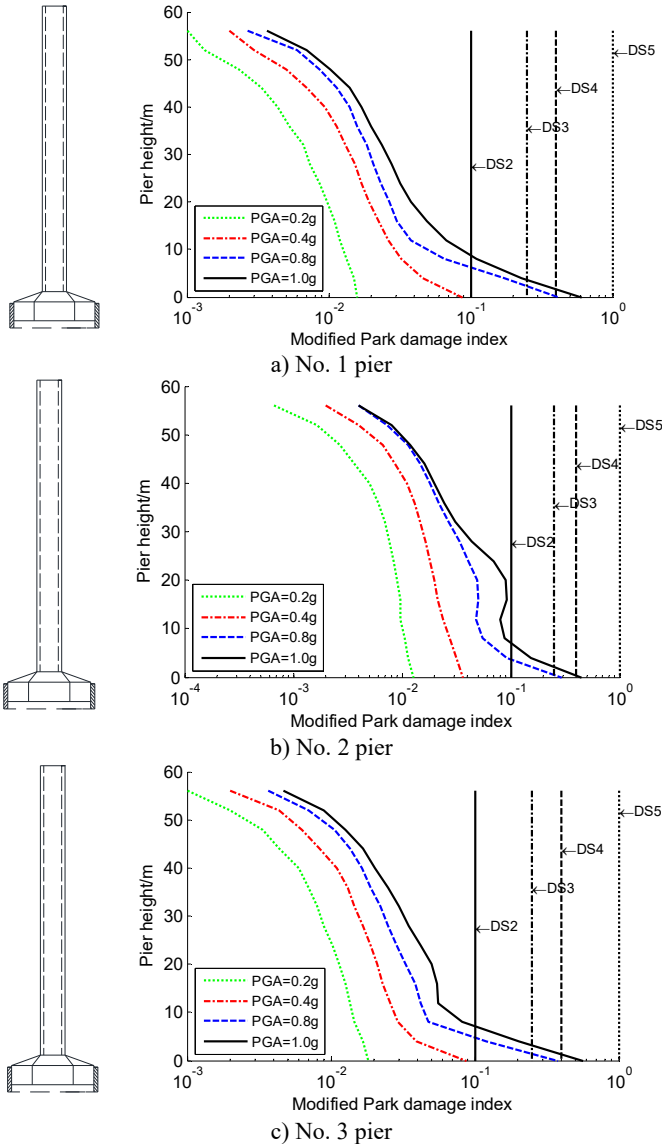 60
50
40
30
20
10
0
Pier height/m
←DS5
←DS4
←DS3
←DS2
PGA=0.2g
PGA=0.4g
PGA=0.8g
PGA=1.0g
10⁻³ 10⁻² 10⁻¹ 10⁰
Modified Park damage index
a) No. 1 pier
60
50
40
30
20
10
0
Pier height/m
←DS5
←DS4
←DS3
←DS2
PGA=0.2g
PGA=0.4g
PGA=0.8g
PGA=1.0g
10⁻⁴ 10⁻³ 10⁻² 10⁻¹ 10⁰
Modified Park damage index
b) No. 2 pier
60
50
40
30
20
10
0
Pier height/m
←DS5
←DS4
←DS3
←DS2
PGA=0.2g
PGA=0.4g
PGA=0.8g
PGA=1.0g
10⁻³ 10⁻² 10⁻¹ 10⁰
Modified Park damage index
c) No. 3 pier